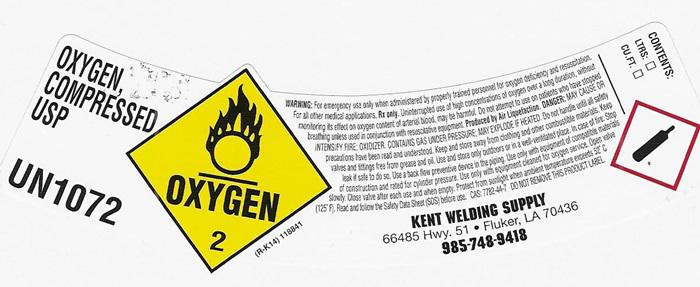 OXYGEN,
COMPRESSED
USP
UN1072
OXYGEN
2
(R-K14) 118841
WARNING: For emergency use only when administered by properly trained personnel for oxygen deficiency and resuscitation.
For all other medical applications, Rx only. Uninterrupted use of high concentrations of oxygen over a long duration, without
monitoring its effect on oxygen content of arterial blood, may be harmful. Do not attempt to use on patients who have stopped
breathing unless used in conjunction with resuscitative equipment. Produced by Air Liquefaction. DANGER: MAY CAUSE OR
INTENSIFY FIRE; OXIDIZER. CONTAINS GAS UNDER PRESSURE; MAY EXPLODE IF HEATED. Do not handle until all safety
precautions have been read and understood. Keep and store away from clothing and other combustible materials. Keep
valves and fittings free from grease and oil. Use and store only outdoors or in a well-ventilated place. In case of fire: Stop
leak if safe to do so. Use a back flow preventive device in the piping. Use only with equipment of compatible materials
of construction and rated for cylinder pressure. Use only with equipment cleaned for oxygen service. Open valve
slowly. Close valve after each use and when empty. Protect from sunlight when ambient temperature exceeds 52°C
(125°F). Read and follow the Safety Data Sheet (SDS) before use. CAS: 7782-44-7 DO NOT REMOVE THIS PRODUCT LABEL.
KENT WELDING SUPPLY
66485 Hwy. 51 • Fluker, LA 70436
985-748-9418
CONTENTS:
LTRS:
CU.FT.